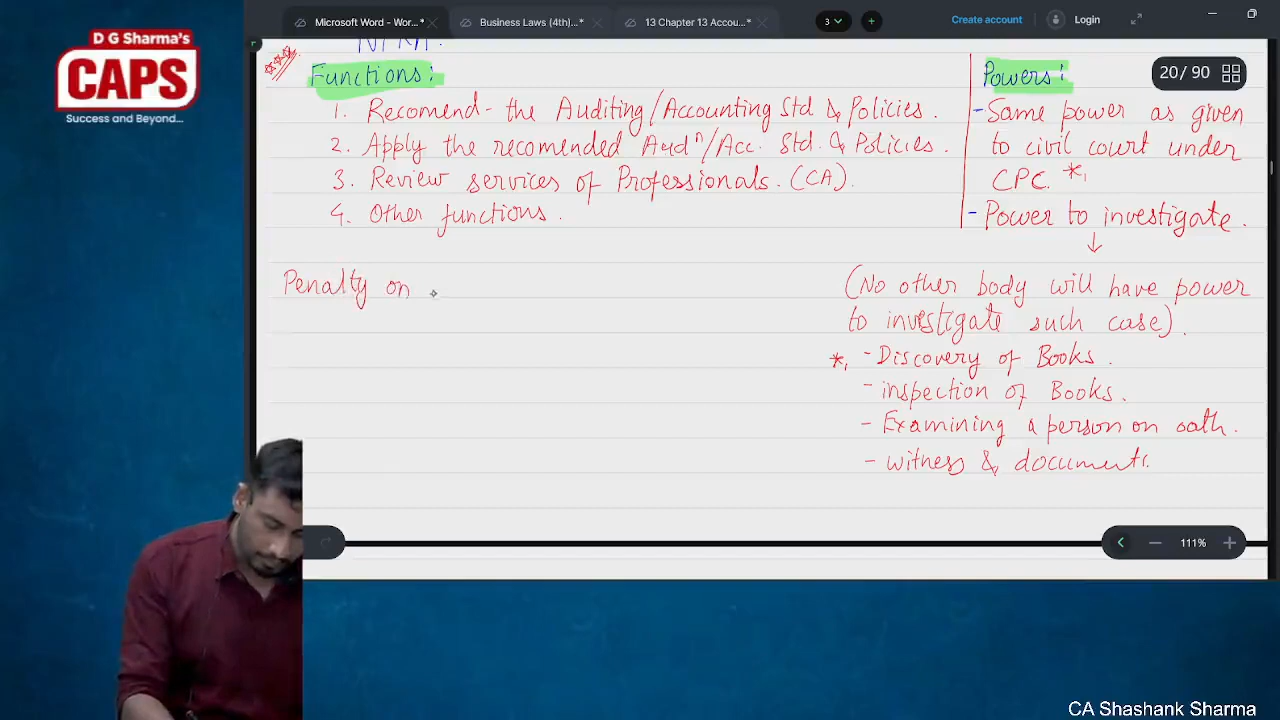 Microsoft Word - Wor...*
Business Laws (4th)...*
13 Chapter 13 Accou...*
3
Create account
Login
D G Sharma's
CAPS
Success and Beyond...
NFRA.
Functions:
1. Recomend- the Auditing/Accounting Std & Policies.
2. Apply the recomended Audⁿ/Acc. Std. & Policies.
3. Review services of Professionals. (CA).
4. Other functions.
Powers:
20/90
- Same power as given
to civil court under
CPC. *1
- Power to investigate.
↓
(No other body will have power
to investigate such case).
*1 - Discovery of Books.
- inspection of Books.
- Examining a person on oath.
- witness & documents.
Penalty on
111%
CA Shashank Sharma